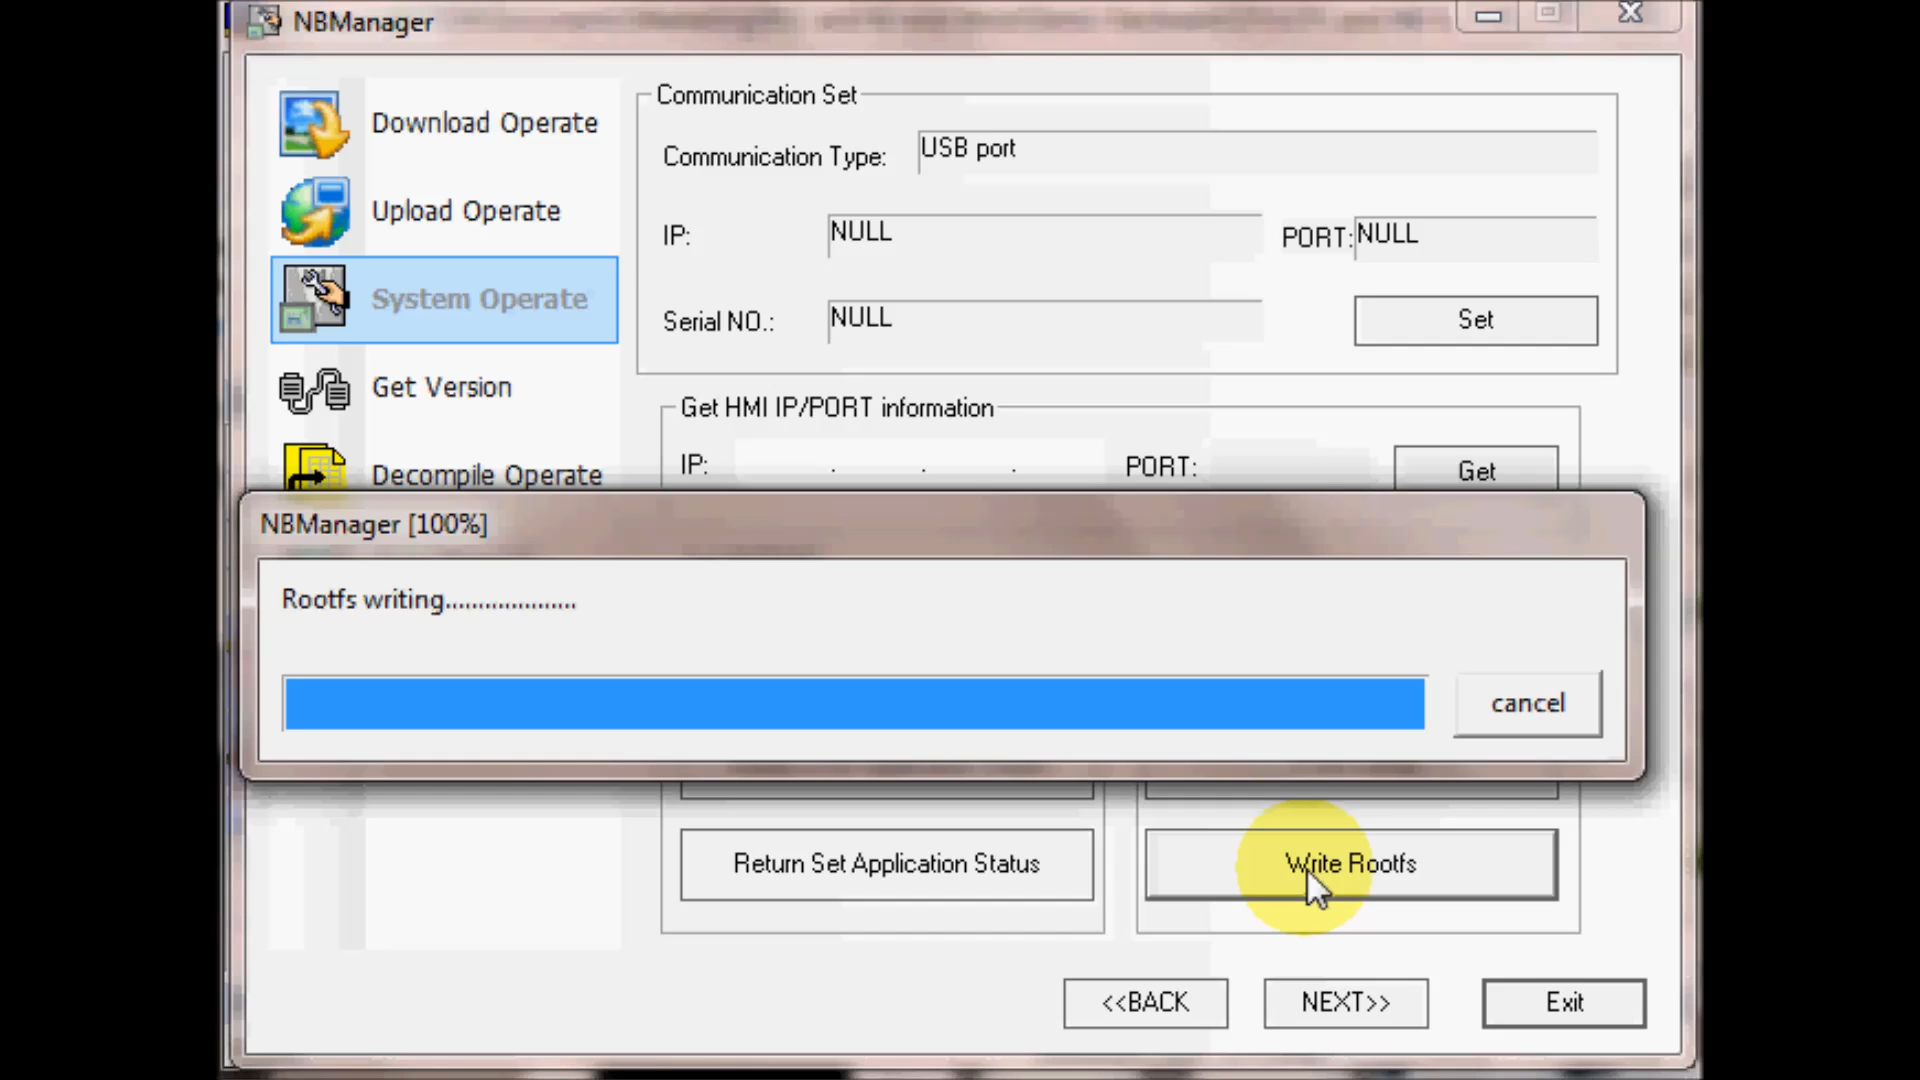 NBManager
Download Operate
Upload Operate
System Operate
Get Version
Decompile Operate
Communication Set
Communication Type: USB port
IP: NULL PORT: NULL
Serial NO.: NULL Set
Get HMI IP/PORT information
IP: . . . PORT: Get
NBManager [100%]
Rootfs writing....................
cancel
Return Set Application Status
Write Rootfs
<<BACK NEXT>> Exit